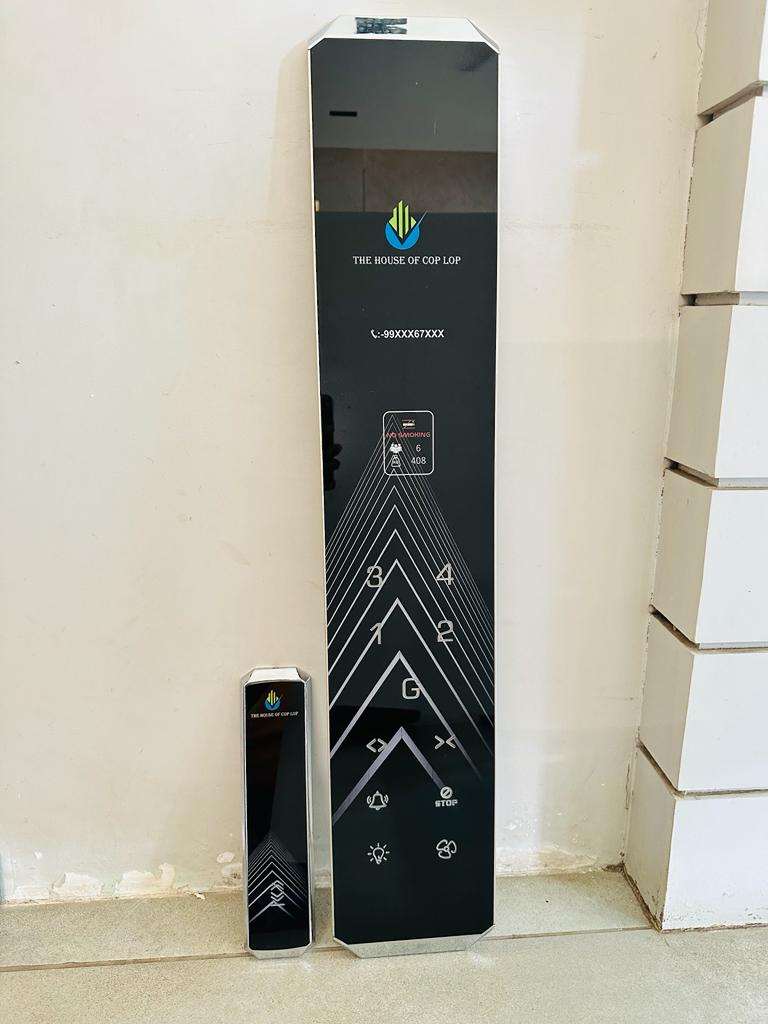 THE HOUSE OF COP LOP
:-99XXX67XXX
NO SMOKING
6
408
3 4
1 2
G
<> ><
STOP
THE HOUSE OF COP LOP